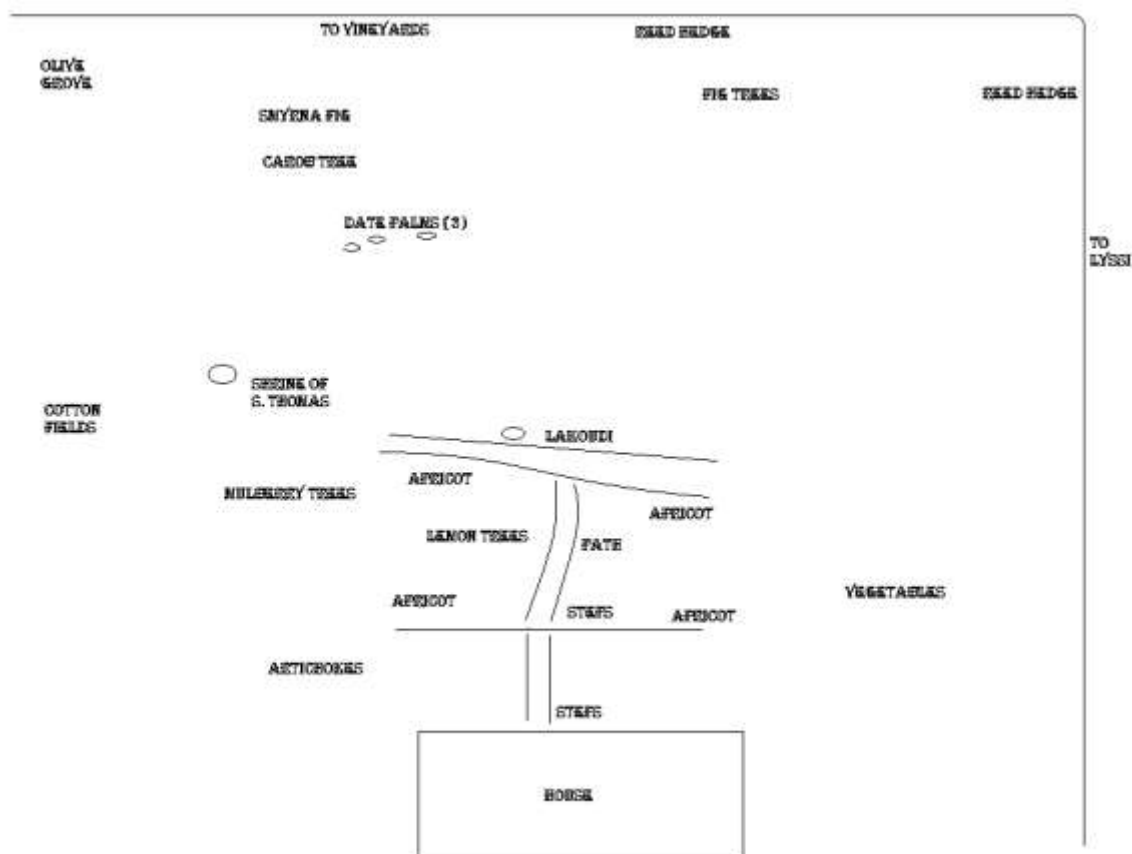 TO VINEYARDS
REED HEDGE
OLIVE
GROVE
FIG TREES
REED HEDGE
SMYRNA FIG
CAROB TREE
DATE PALMS (3)
TO
LYSSI
SHRINE OF
S. THOMAS
COTTON
FIELDS
LAKOUDI
APRICOT
MULBERRY TREES
APRICOT
LEMON TREES
PATH
VEGETABLES
APRICOT
STEPS
APRICOT
ARTICHOKES
STEPS
HOUSE